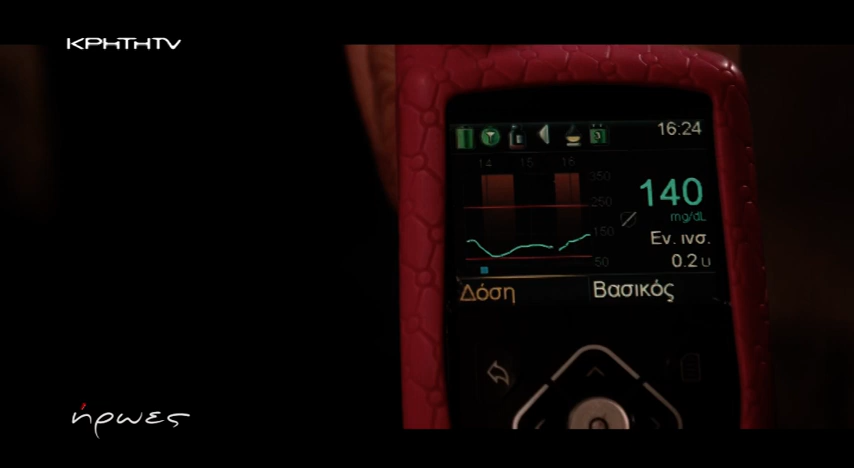 ΚΡΗΤΗTV
16:24
14 15 16
350
250
150
50
140
mg/dL
Εν. ινσ.
0.2 u
Δόση Βασικός
ήρωες